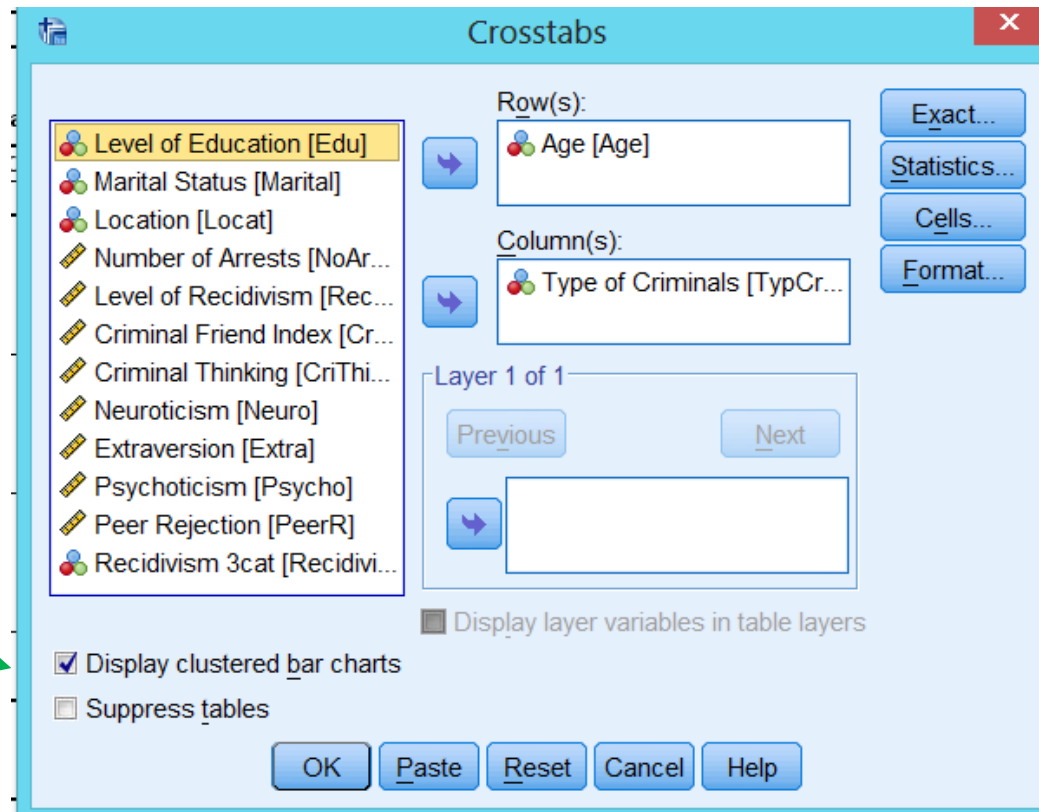 Crosstabs
Row(s):
Level of Education [Edu]
Marital Status [Marital]
Location [Locat]
Number of Arrests [NoAr...
Level of Recidivism [Rec...
Criminal Friend Index [Cr...
Criminal Thinking [CriThi...
Neuroticism [Neuro]
Extraversion [Extra]
Psychoticism [Psycho]
Peer Rejection [PeerR]
Recidivism 3cat [Recidivi...
Age [Age]
Column(s):
Type of Criminals [TypCr...
Layer 1 of 1
Previous
Next
Display layer variables in table layers
Exact...
Statistics...
Cells...
Format...
Display clustered bar charts
Suppress tables
OK
Paste
Reset
Cancel
Help